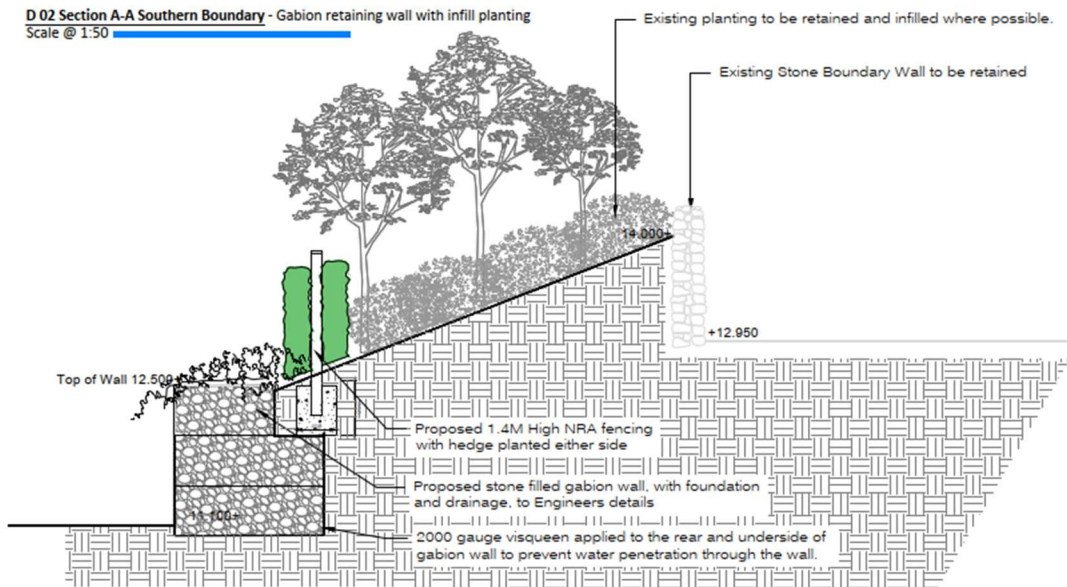 D 02 Section A-A Southern Boundary - Gabion retaining wall with infill planting
Scale @ 1:50
Existing planting to be retained and infilled where possible.
Existing Stone Boundary Wall to be retained
14.000+
+12.950
Top of Wall 12.500+
Proposed 1.4M High NRA fencing
with hedge planted either side
Proposed stone filled gabion wall, with foundation
and drainage, to Engineers details
11.100+
2000 gauge visqueen applied to the rear and underside of
gabion wall to prevent water penetration through the wall.